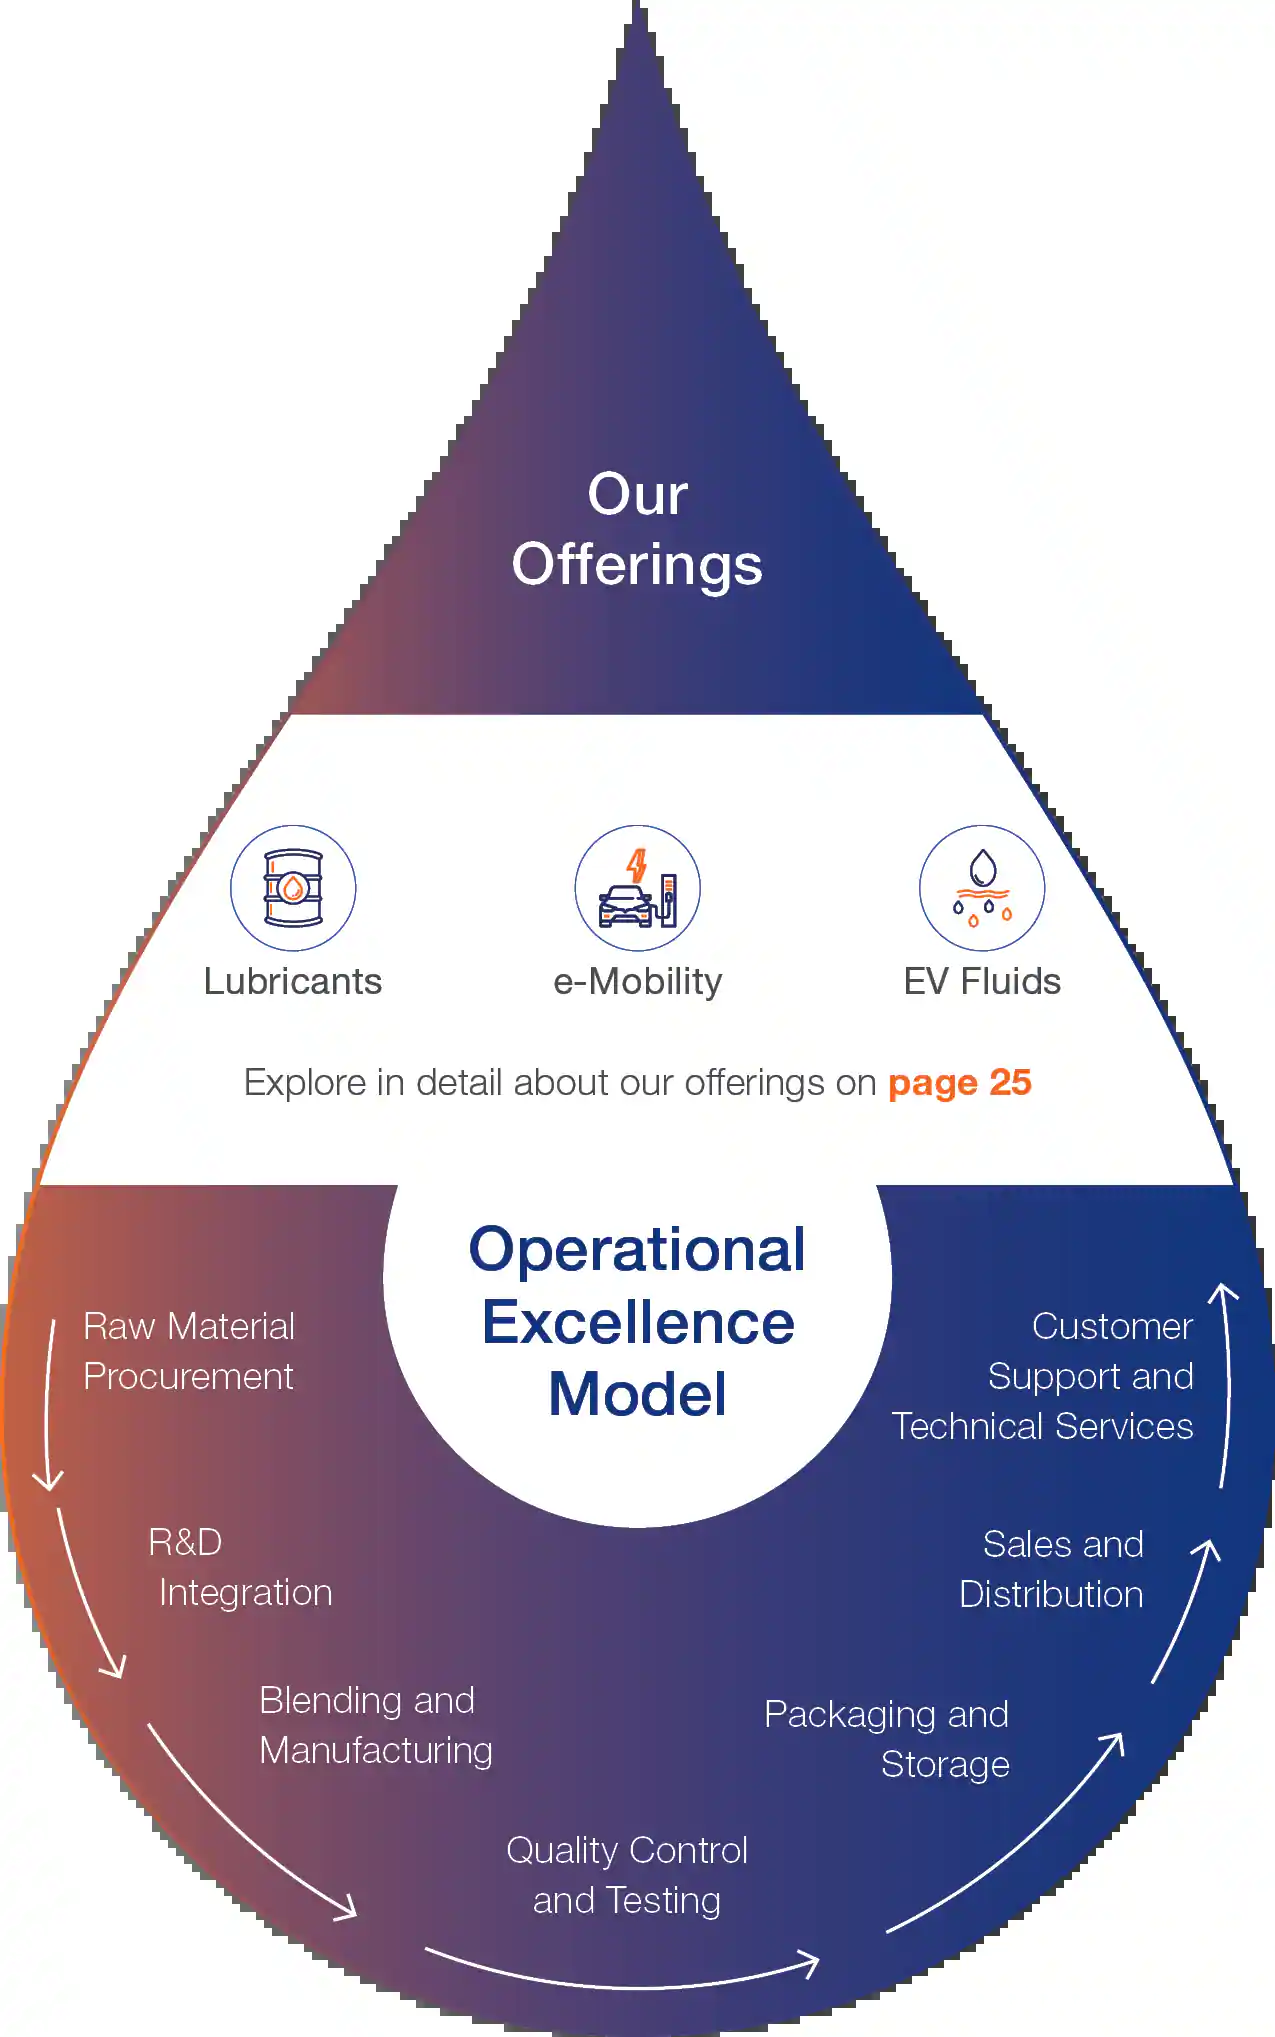 Our
Offerings
Lubricants
e-Mobility
EV Fluids
Explore in detail about our offerings on page 25
Operational
Excellence
Model
Raw Material
Procurement
R&D
Integration
Blending and
Manufacturing
Quality Control
and Testing
Packaging and
Storage
Sales and
Distribution
Customer
Support and
Technical Services